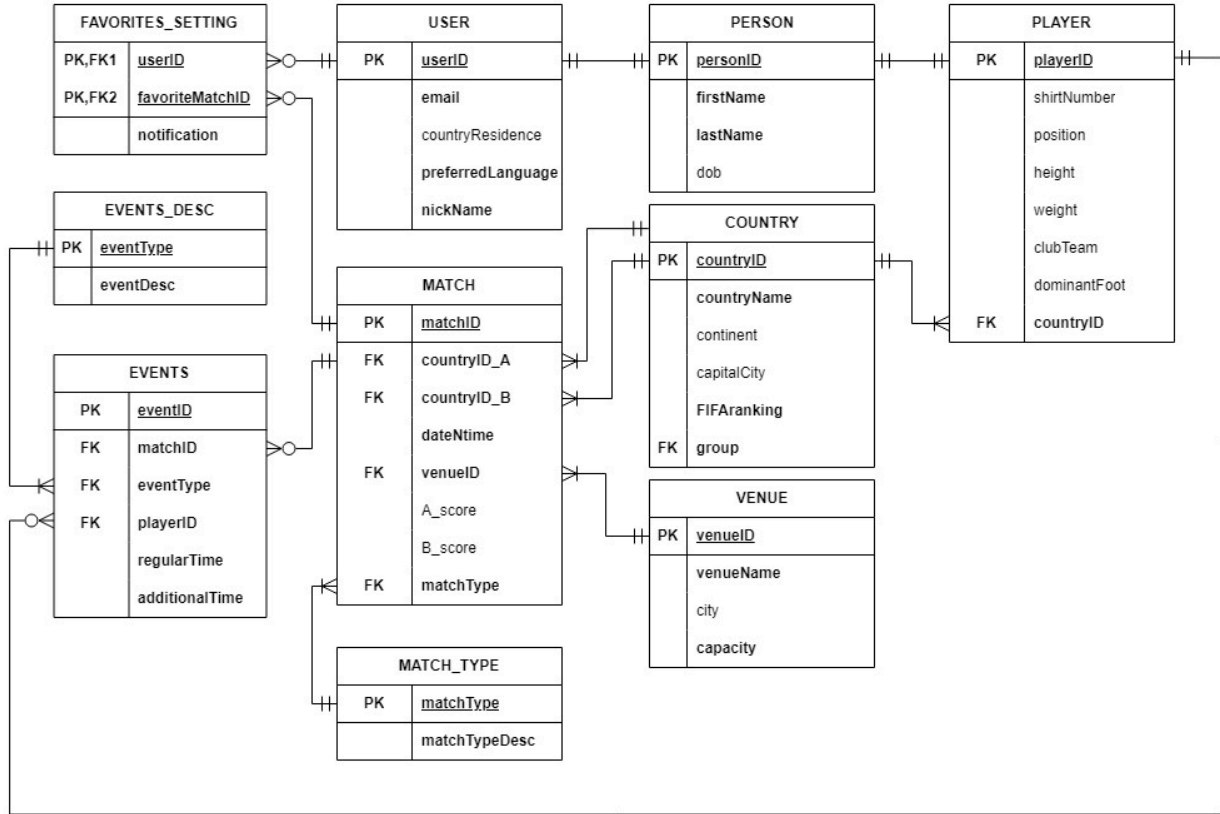 FAVORITES_SETTING
PK,FK1 userID
PK,FK2 favoriteMatchID
notification
USER
PK userID
email
countryResidence
preferredLanguage
nickName
PERSON
PK personID
firstName
lastName
dob
PLAYER
PK playerID
shirtNumber
position
height
weight
clubTeam
dominantFoot
FK countryID
EVENTS_DESC
PK eventType
eventDesc
MATCH
PK matchID
FK countryID_A
FK countryID_B
dateNtime
FK venueID
A_score
B_score
FK matchType
COUNTRY
PK countryID
countryName
continent
capitalCity
FIFAranking
FK group
EVENTS
PK eventID
FK matchID
FK eventType
FK playerID
regularTime
additionalTime
VENUE
PK venueID
venueName
city
capacity
MATCH_TYPE
PK matchType
matchTypeDesc